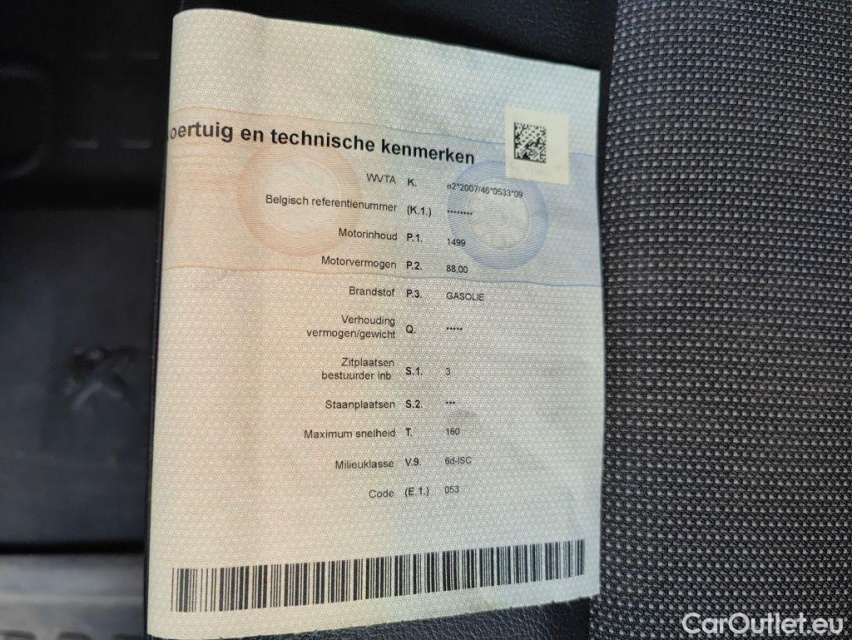 oertuig en technische kenmerken
WVTA K. e2*2007/46*0533*09
Belgisch referentienummer (K.1.) ********
Motorinhoud P.1. 1499
Motorvermogen P.2. 88,00
Brandstof P.3. GASOLIE
Verhouding
vermogen/gewicht Q. *****
Zitplaatsen
bestuurder inb. S.1. 3
Staanplaatsen S.2. ***
Maximum snelheid T. 160
Milieuklasse V.9. 6d-ISC
Code (E.1.) 053
CarOutlet.eu